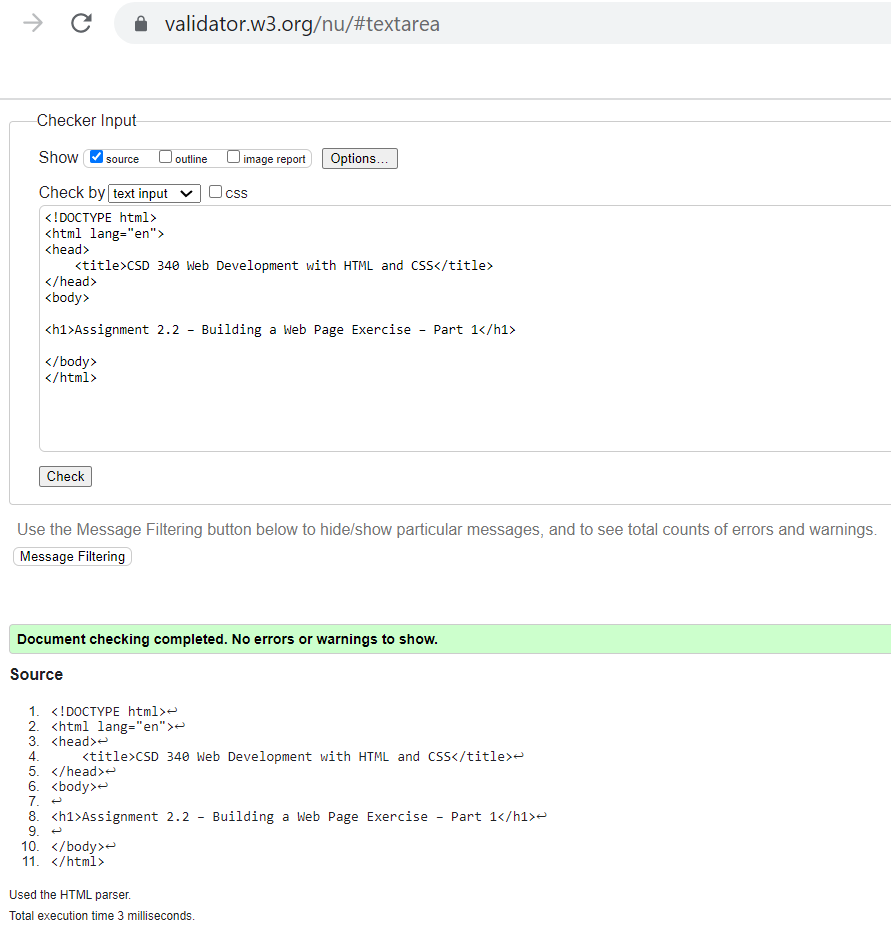 validator.w3.org/nu/#textarea
Checker Input
Show source outline image report Options...
Check by text input CSS
<!DOCTYPE html>
<html lang="en">
<head>
    <title>CSD 340 Web Development with HTML and CSS</title>
</head>
<body>
<h1>Assignment 2.2 – Building a Web Page Exercise – Part 1</h1>
</body>
</html>
Check
Use the Message Filtering button below to hide/show particular messages, and to see total counts of errors and warnings.
Message Filtering
Document checking completed. No errors or warnings to show.
Source
1. <!DOCTYPE html>↩
2. <html lang="en">↩
3. <head>↩
4.     <title>CSD 340 Web Development with HTML and CSS</title>↩
5. </head>↩
6. <body>↩
7. ↩
8. <h1>Assignment 2.2 – Building a Web Page Exercise – Part 1</h1>↩
9. ↩
10. </body>↩
11. </html>
Used the HTML parser.
Total execution time 3 milliseconds.